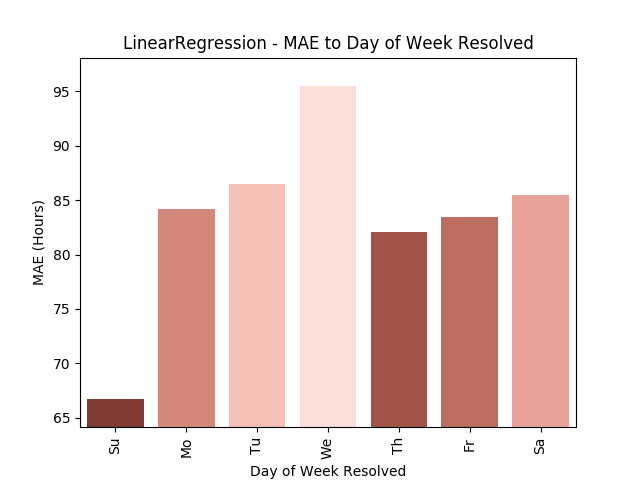 LinearRegression - MAE to Day of Week Resolved
MAE (Hours)
95
90
85
80
75
70
65
Su Mo Tu We Th Fr Sa
Day of Week Resolved